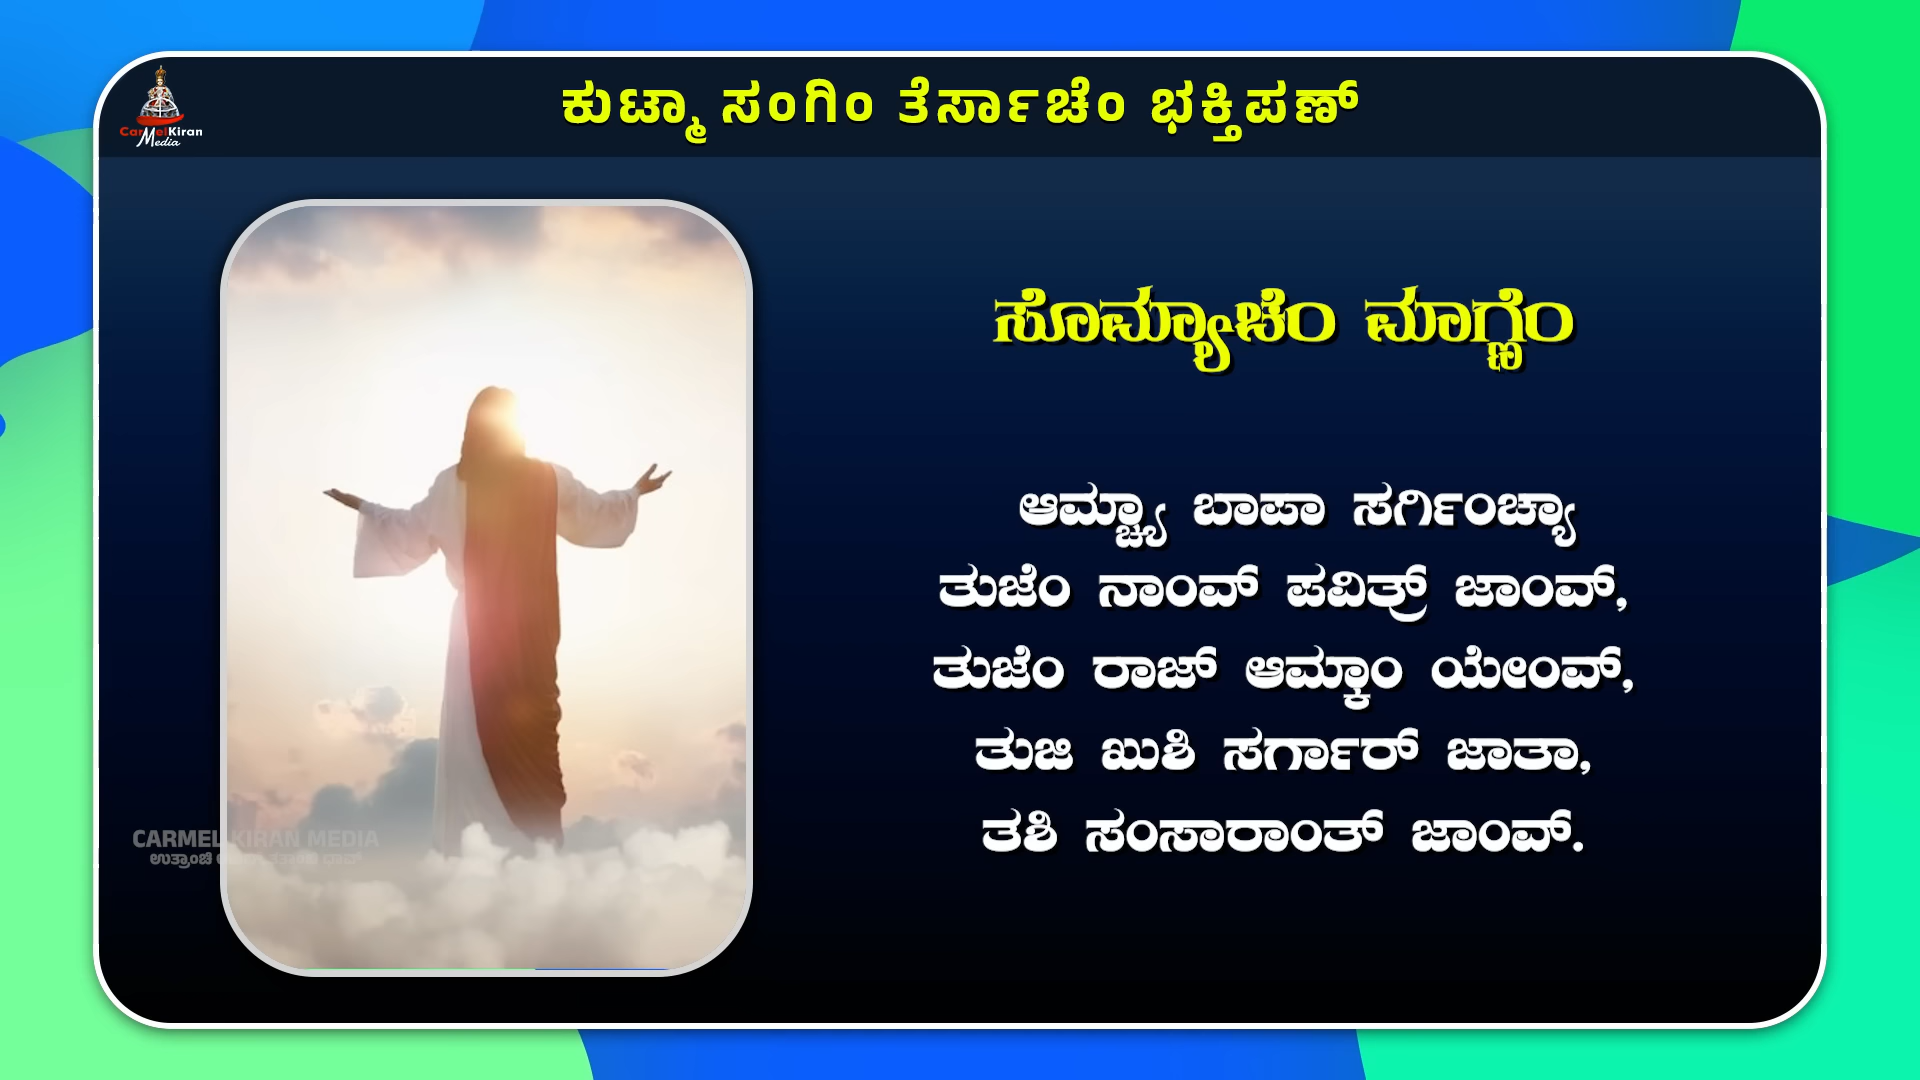 ಕುಟ್ಮಾ ಸಂಗಿಂ ತೆರ್ಸಾಚೆಂ ಭಕ್ತಿಪಣ್
CarmelKiran
Media
ಸೊಮ್ಯಾಚೆಂ ಮಾಗ್ಣೆಂ
ಆಮ್ಚ್ಯಾ ಬಾಪಾ ಸರ್ಗಿಂಚ್ಯಾ
ತುಜೆಂ ನಾಂವ್ ಪವಿತ್ರ್ ಜಾಂವ್,
ತುಜೆಂ ರಾಜ್ ಆಮ್ಕಾಂ ಯೇಂವ್,
ತುಜಿ ಖುಶಿ ಸರ್ಗಾರ್ ಜಾತಾ,
ತಶಿ ಸಂಸಾರಾಂತ್ ಜಾಂವ್.
CARMEL KIRAN MEDIA